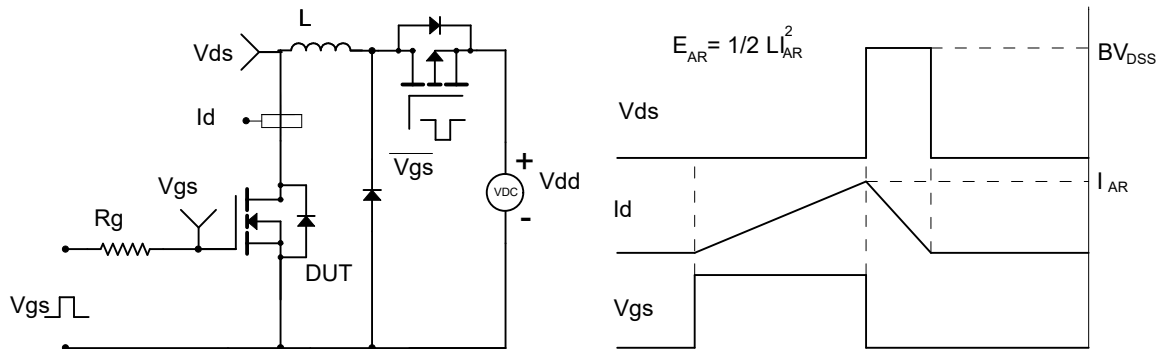 L
Vds
Id
Vgs
Vgs
+
Vdd
VDC
-
Rg
DUT
Vgs
E_AR = 1/2 LI_AR^2
BV_DSS
Vds
I_AR
Id
Vgs